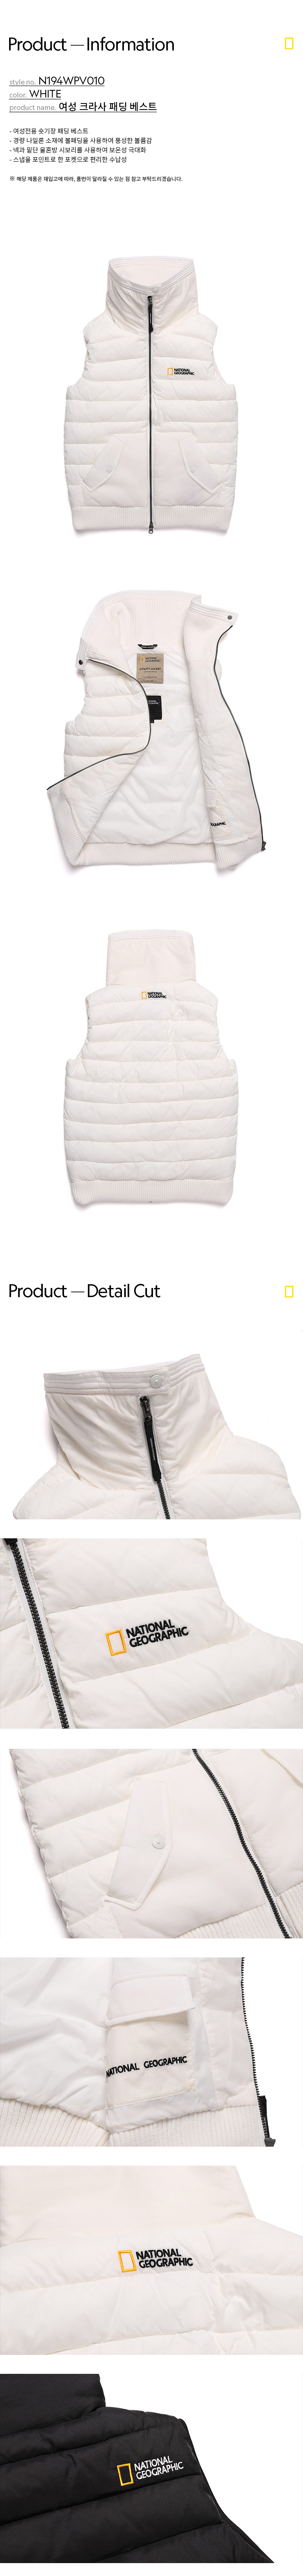 Product — Information
style no. N194WPV010
color. WHITE
product name. 여성 크라사 패딩 베스트
- 여성전용 숏기장 패딩 베스트
- 경량 나일론 소재에 볼패딩을 사용하여 풍성한 볼륨감
- 넥과 밑단 울혼방 시보리를 사용하여 보온성 극대화
- 스냅을 포인트로 한 포켓으로 편리한 수납성
※ 해당 제품은 재입고에 따라, 품번이 달라질 수 있는 점 참고 부탁드리겠습니다.
NATIONAL
GEOGRAPHIC
NATIONAL
GEOGRAPHIC
Product — Detail Cut
NATIONAL
GEOGRAPHIC
NATIONAL GEOGRAPHIC
NATIONAL
GEOGRAPHIC
NATIONAL
GEOGRAPHIC